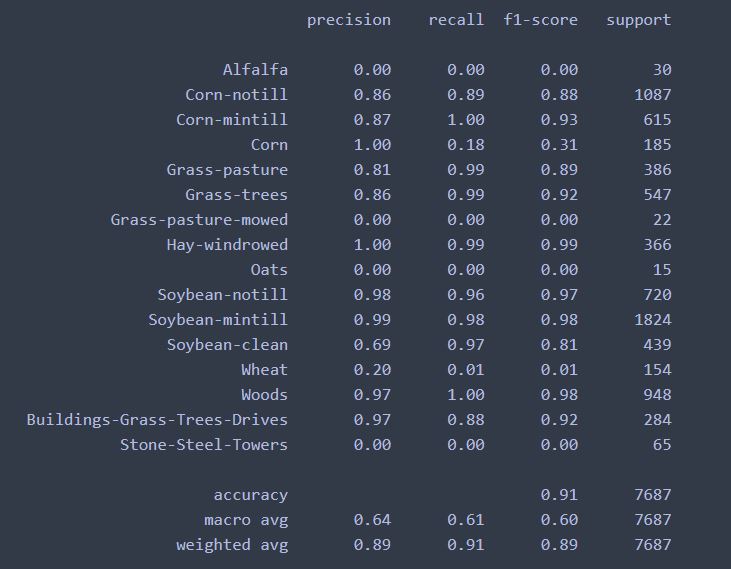 precision recall f1-score support
Alfalfa 0.00 0.00 0.00 30
Corn-notill 0.86 0.89 0.88 1087
Corn-mintill 0.87 1.00 0.93 615
Corn 1.00 0.18 0.31 185
Grass-pasture 0.81 0.99 0.89 386
Grass-trees 0.86 0.99 0.92 547
Grass-pasture-mowed 0.00 0.00 0.00 22
Hay-windrowed 1.00 0.99 0.99 366
Oats 0.00 0.00 0.00 15
Soybean-notill 0.98 0.96 0.97 720
Soybean-mintill 0.99 0.98 0.98 1824
Soybean-clean 0.69 0.97 0.81 439
Wheat 0.20 0.01 0.01 154
Woods 0.97 1.00 0.98 948
Buildings-Grass-Trees-Drives 0.97 0.88 0.92 284
Stone-Steel-Towers 0.00 0.00 0.00 65
accuracy 0.91 7687
macro avg 0.64 0.61 0.60 7687
weighted avg 0.89 0.91 0.89 7687